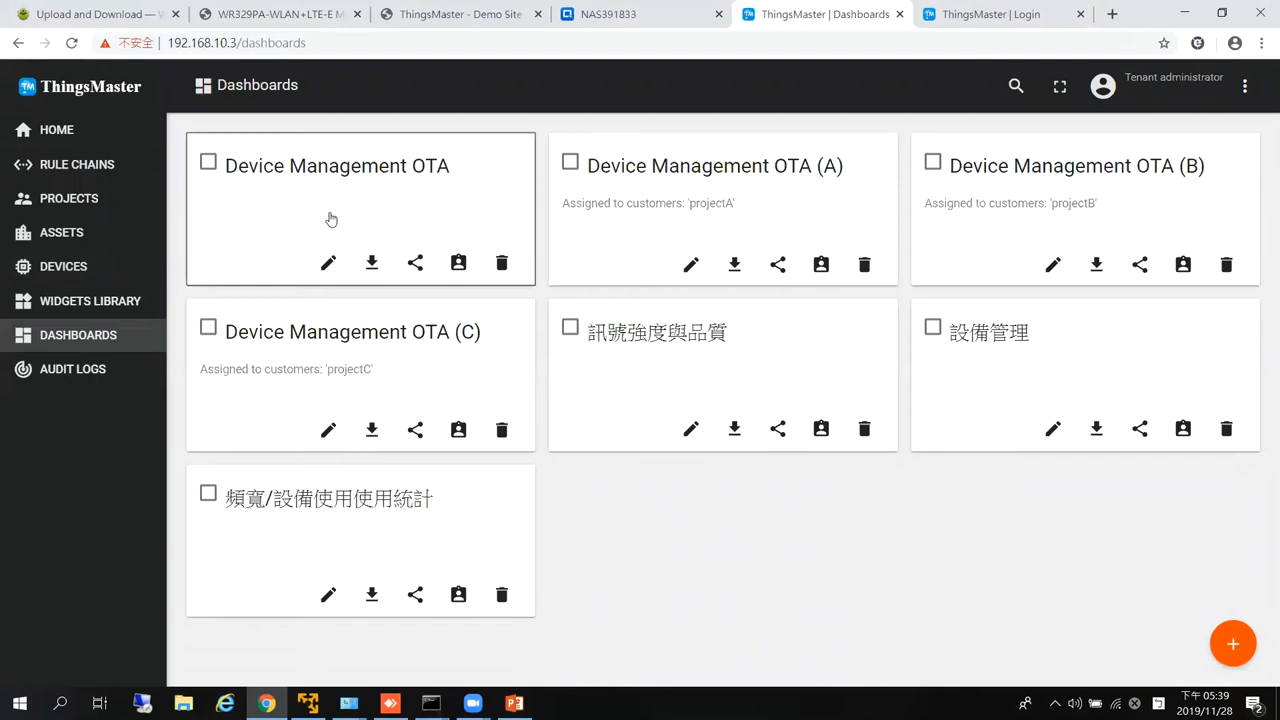 Upload and Download — W
WR329PA-WLAN-LTE-E M
ThingsMaster - Demo Site
NAS391833
ThingsMaster | Dashboards
ThingsMaster | Login
不安全
192.168.10.3/dashboards
ThingsMaster
Dashboards
Tenant administrator
HOME
RULE CHAINS
PROJECTS
ASSETS
DEVICES
WIDGETS LIBRARY
DASHBOARDS
AUDIT LOGS
Device Management OTA
Device Management OTA (A)
Assigned to customers: 'projectA'
Device Management OTA (B)
Assigned to customers: 'projectB'
Device Management OTA (C)
Assigned to customers: 'projectC'
訊號強度與品質
設備管理
頻寬/設備使用使用統計
下午 05:39
2019/11/28
2